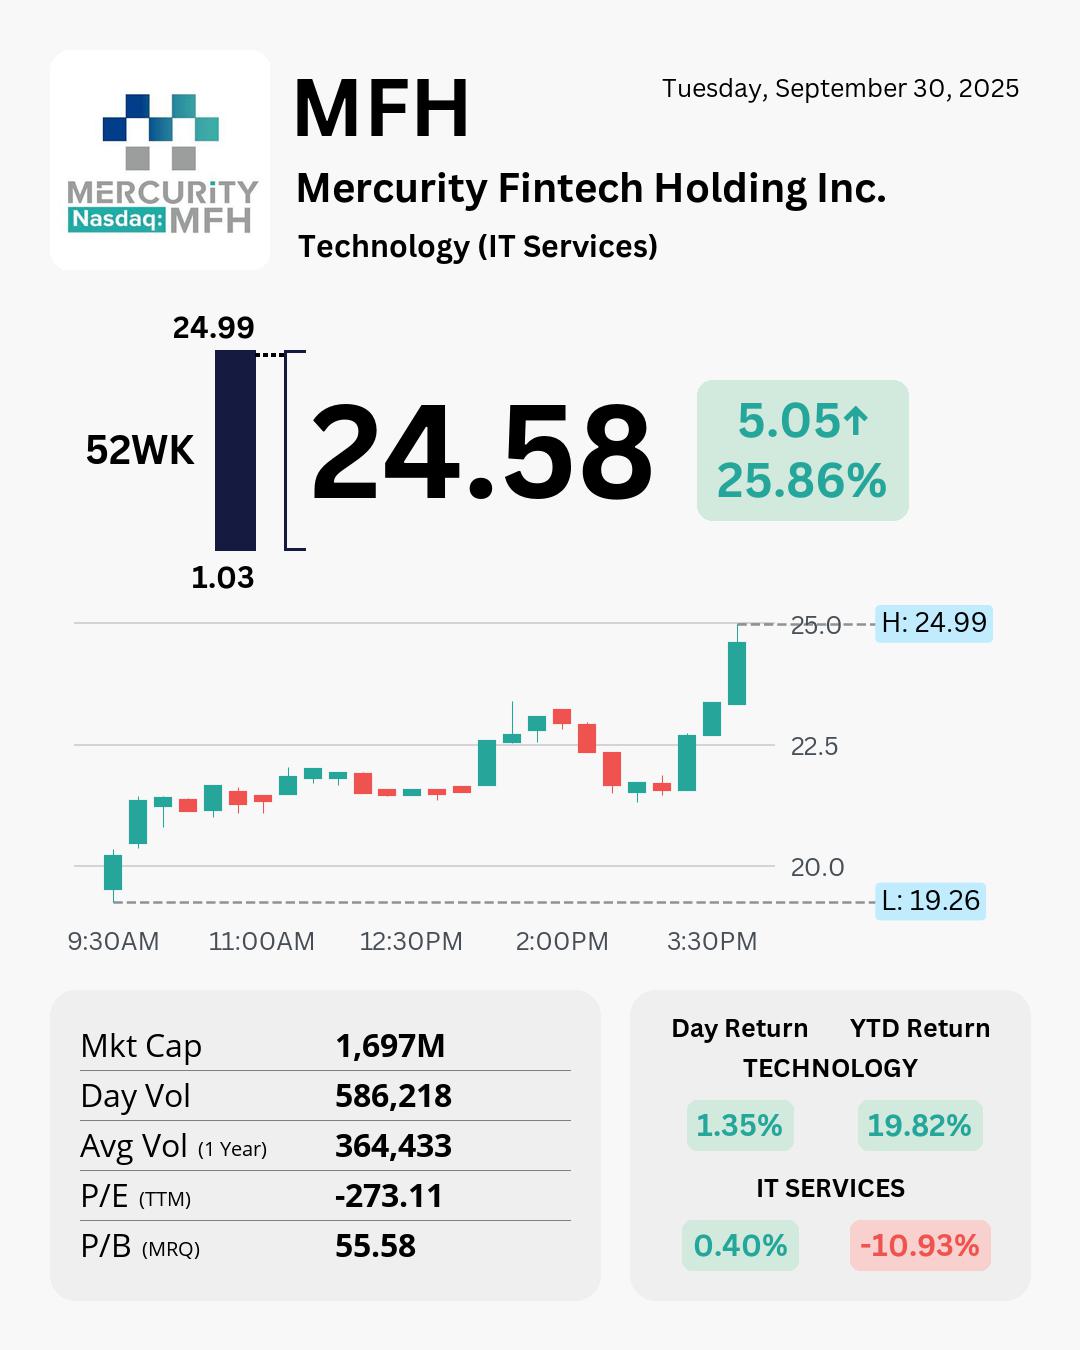 MERCURiTY
Nasdaq: MFH
MFH
Tuesday, September 30, 2025
Mercurity Fintech Holding Inc.
Technology (IT Services)
24.99
52WK
1.03
24.58
5.05↑
25.86%
25.0
H: 24.99
22.5
20.0
L: 19.26
9:30AM 11:00AM 12:30PM 2:00PM 3:30PM
Mkt Cap 1,697M
Day Vol 586,218
Avg Vol (1 Year) 364,433
P/E (TTM) -273.11
P/B (MRQ) 55.58
Day Return YTD Return
TECHNOLOGY
1.35% 19.82%
IT SERVICES
0.40% -10.93%